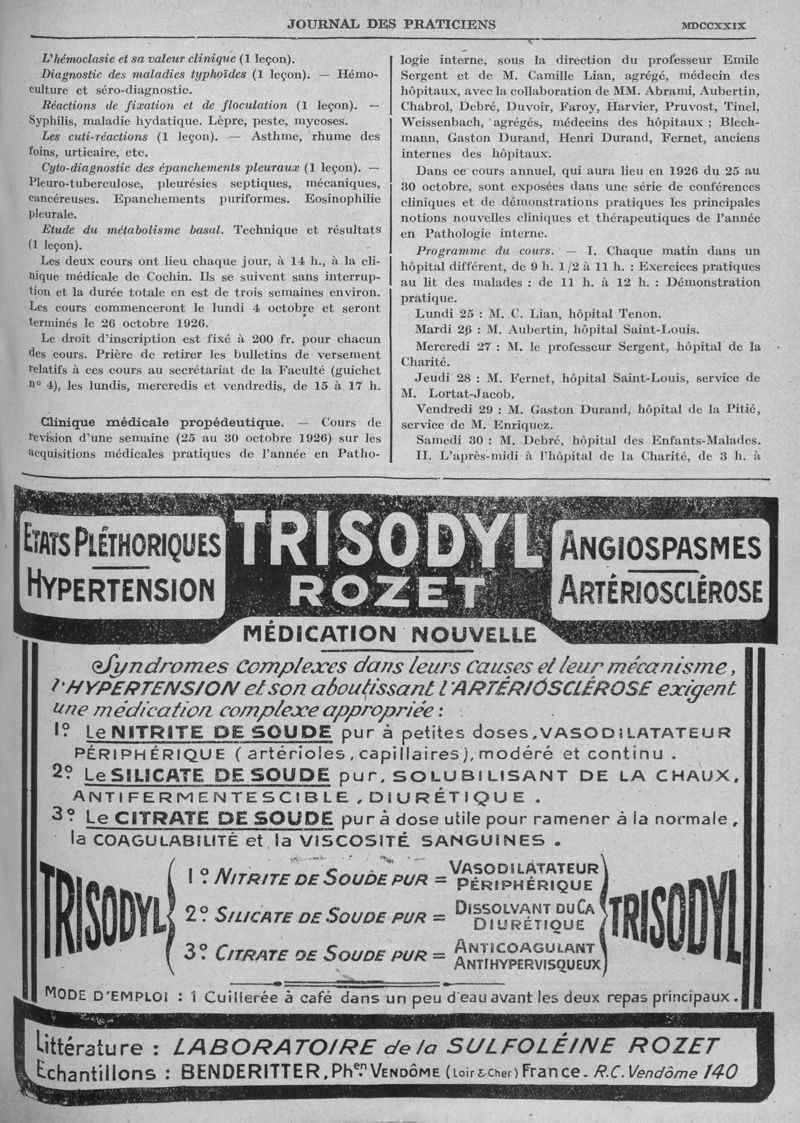 JOURNAL DES PRATICIENS
MDCCXXIX
L'hémoclasie et sa valeur clinique (1 leçon).
Diagnostic des maladies typhoïdes (1 leçon). — Hémo-
culture et séro-diagnostic.
Réactions de fixation et de floculation (1 leçon). —
Syphilis, maladie hydatique. Lèpre, peste, mycoses.
Les cuti-réactions (1 leçon). — Asthme, rhume des
foins, urticaire, etc.
Cyto-diagnostic des épanchements pleuraux (1 leçon). —
Pleuro-tuberculose, pleurésies septiques, mécaniques,
cancéreuses. Epanchements puriformes. Eosinophilie
pleurale.
Etude du métabolisme basal. Technique et résultats
(1 leçon).
Les deux cours ont lieu chaque jour, à 14 h., à la cli-
nique médicale de Cochin. Ils se suivent sans interrup-
tion et la durée totale en est de trois semaines environ.
Les cours commenceront le lundi 4 octobre et seront
terminés le 26 octobre 1926.
Le droit d'inscription est fixé à 200 fr. pour chacun
des cours. Prière de retirer les bulletins de versement
relatifs à ces cours au secrétariat de la Faculté (guichet
nº 4), les lundis, mercredis et vendredis, de 15 à 17 h.
Clinique médicale propédeutique. — Cours de
revision d'une semaine (25 au 30 octobre 1926) sur les
acquisitions médicales pratiques de l'année en Patho-
logie interne, sous la direction du professeur Emile
Sergent et de M. Camille Lian, agrégé, médecin des
hôpitaux, avec la collaboration de MM. Abrami, Aubertin,
Chabrol, Debré, Duvoir, Faroy, Harvier, Pruvost, Tinel,
Weissenbach, agrégés, médecins des hôpitaux ; Blech-
mann, Gaston Durand, Henri Durand, Fernet, anciens
internes des hôpitaux.
Dans ce cours annuel, qui aura lieu en 1926 du 25 au
30 octobre, sont exposées dans une série de conférences
cliniques et de démonstrations pratiques les principales
notions nouvelles cliniques et thérapeutiques de l'année
en Pathologie interne.
Programme du cours. — I. Chaque matin dans un
hôpital différent, de 9 h. 1/2 à 11 h. : Exereices pratiques
au lit des malades : de 11 h. à 12 h. : Démonstration
pratique.
Lundi 25 : M. C. Lian, hôpital Tenon.
Mardi 26 : M. Aubertin, hôpital Saint-Louis.
Mercredi 27 : M. le professeur Sergent, hôpital de la
Charité.
Jeudi 28 : M. Fernet, hôpital Saint-Louis, service de
M. Lortat-Jacob.
Vendredi 29 : M. Gaston Durand, hôpital de la Pitié,
service de M. Enriquez.
Samedi 30 : M. Debré, hôpital des Enfants-Malades.
II. L'après-midi à l'hôpital de la Charité, de 3 h. à
ETATS PLÉTHORIQUES
HYPERTENSION
TRISODYL
ROZET
ANGIOSPASMES
ARTÉRIOSCLÉROSE
MÉDICATION NOUVELLE
Syndromes complexes dans leurs causes et leur mécanisme,
l'HYPERTENSION et son aboutissant l'ARTÉRIOSCLÉROSE exigent
une médication complexe appropriée :
1º Le NITRITE DE SOUDE pur à petites doses, VASODILATATEUR
PÉRIPHÉRIQUE (artérioles, capillaires), modéré et continu.
2º Le SILICATE DE SOUDE pur, SOLUBILISANT DE LA CHAUX,
ANTIFERMENTESCIBLE, DIURÉTIQUE.
3º Le CITRATE DE SOUDE pur à dose utile pour ramener à la normale,
la COAGULABILITÉ et la VISCOSITÉ SANGUINES.
TRISODYL
1º NITRITE DE SOUDE PUR = VASODILATATEUR
PÉRIPHÉRIQUE
2º SILICATE DE SOUDE PUR = DISSOLVANT DU CA
DIURÉTIQUE
3º CITRATE DE SOUDE PUR = ANTICOAGULANT
ANTIHYPERVISQUEUX
TRISODYL
MODE D'EMPLOI : 1 Cuillerée à café dans un peu d'eau avant les deux repas principaux.
Littérature : LABORATOIRE de la SULFOLÉINE ROZET
Echantillons : BENDERITTER, Phen. VENDÔME (Loir & Cher) France. R.C. Vendôme 140